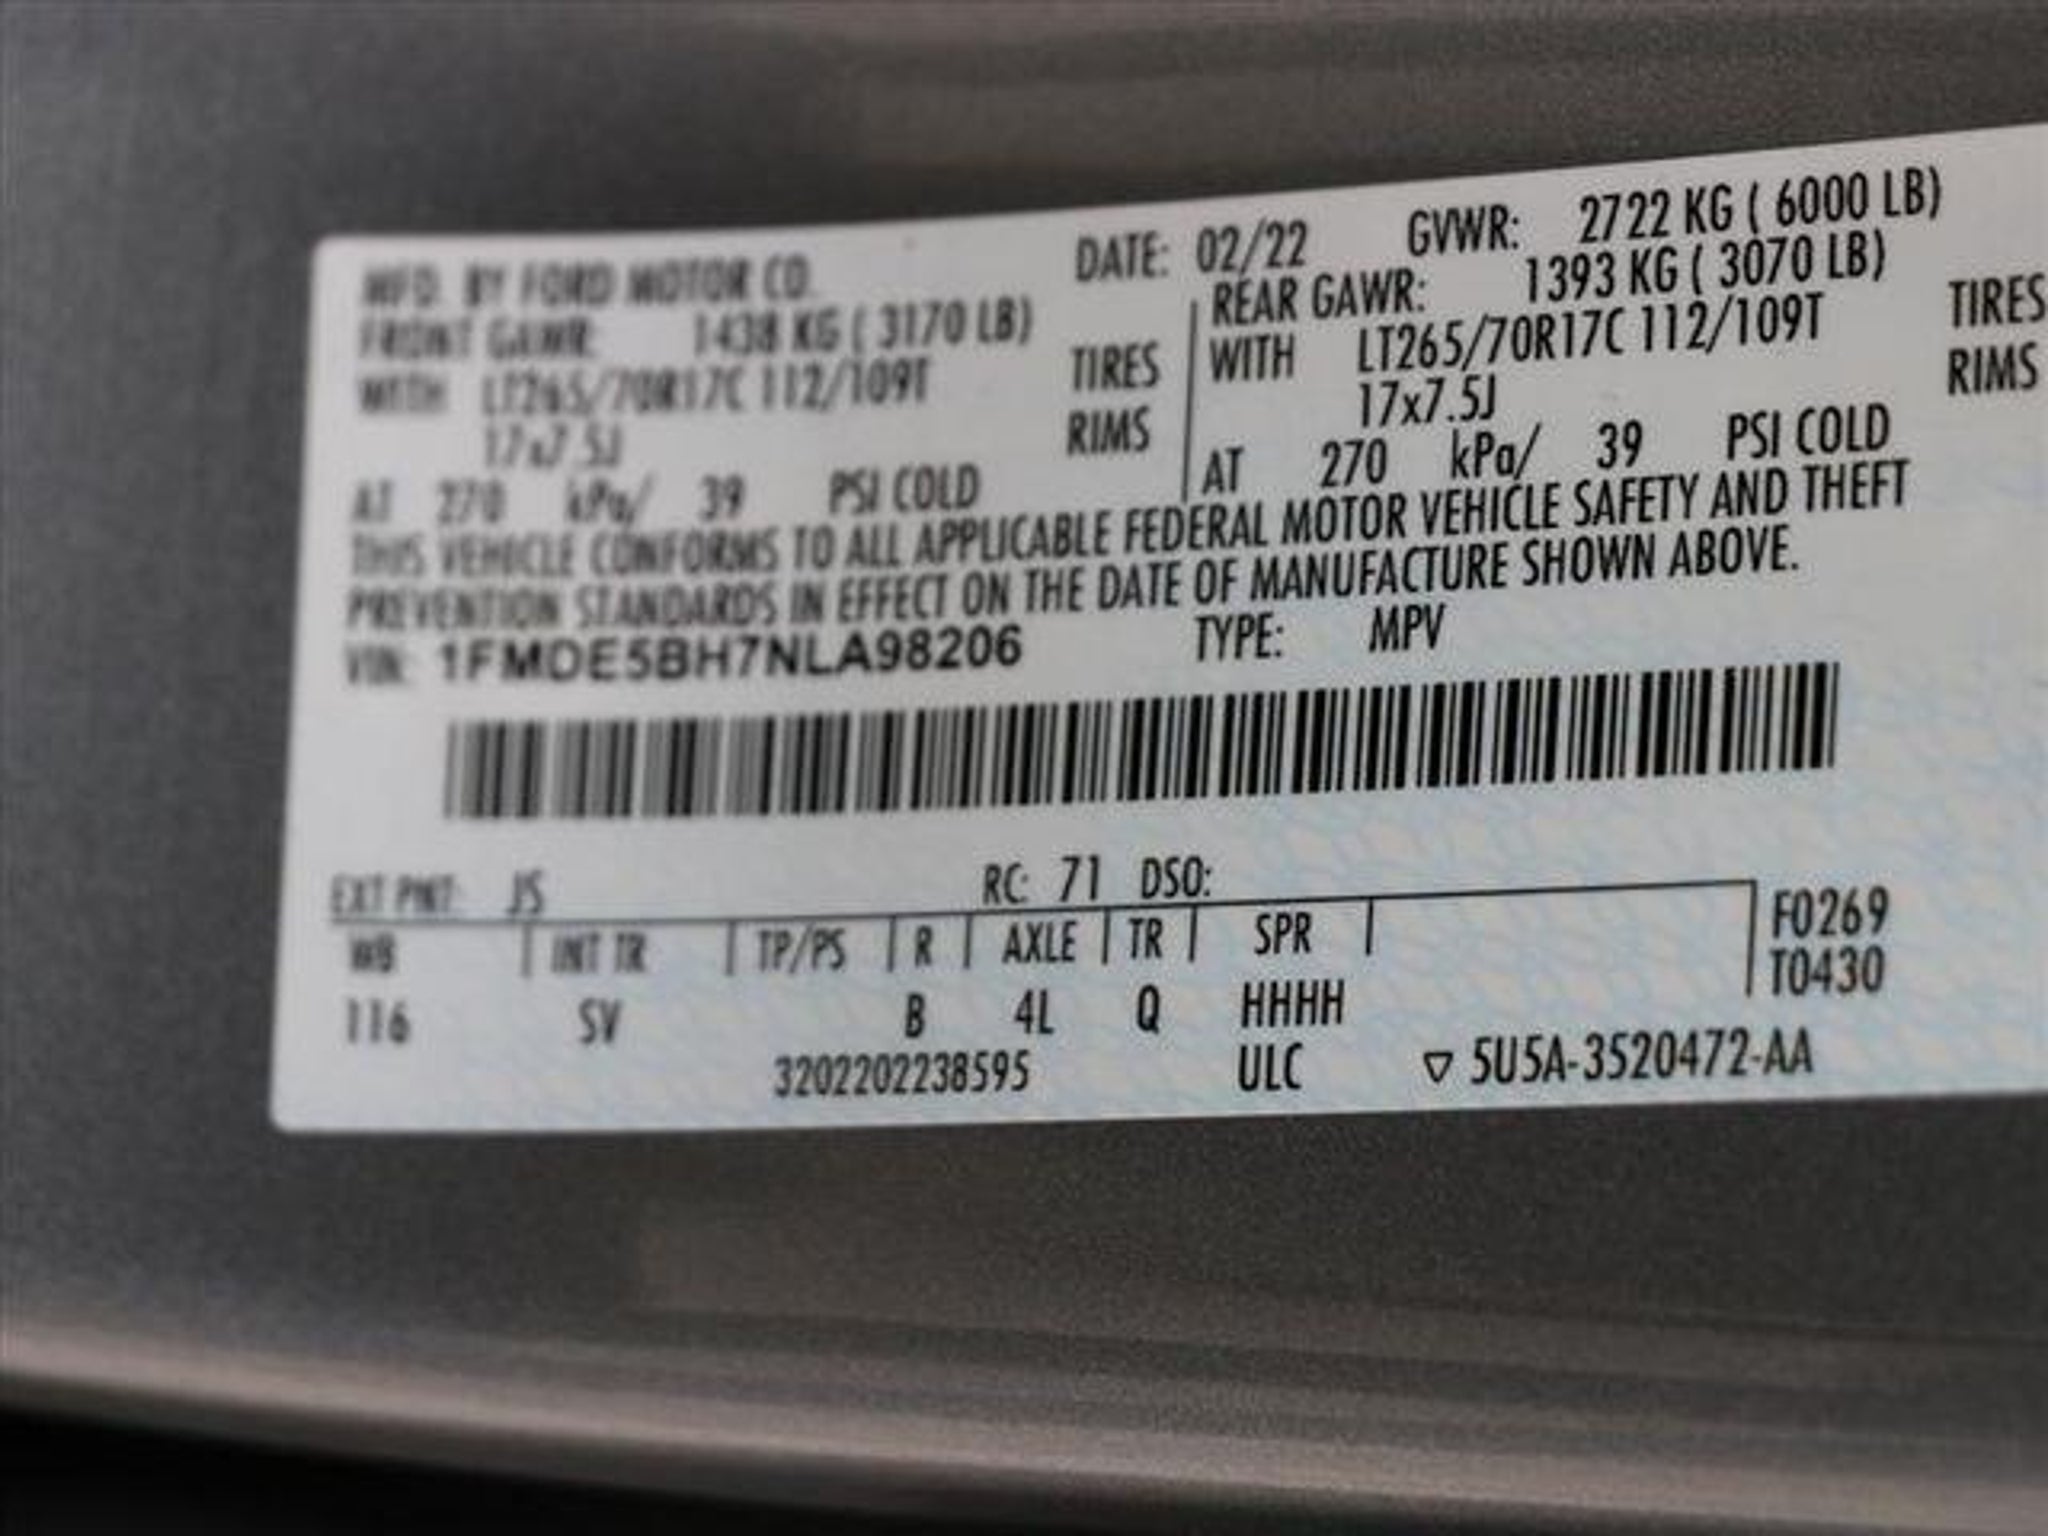 MFD. BY FORD MOTOR CO. DATE: 02/22 GVWR: 2722 KG ( 6000 LB)
FRONT GAWR: 1438 KG ( 3170 LB) REAR GAWR: 1393 KG ( 3070 LB)
WITH LT265/70R17C 112/109T TIRES WITH LT265/70R17C 112/109T TIRES
17x7.5J RIMS 17x7.5J RIMS
AT 270 kPa/ 39 PSI COLD AT 270 kPa/ 39 PSI COLD
THIS VEHICLE CONFORMS TO ALL APPLICABLE FEDERAL MOTOR VEHICLE SAFETY AND THEFT
PREVENTION STANDARDS IN EFFECT ON THE DATE OF MANUFACTURE SHOWN ABOVE.
VIN: 1FMDE5BH7NLA98206 TYPE: MPV
EXT PNT: JS RC: 71 DSO:
WB INT TR TP/PS R AXLE TR SPR F0269
T0430
116 SV B 4L Q HHHH
3202202238595 ULC ▽ 5U5A-3520472-AA